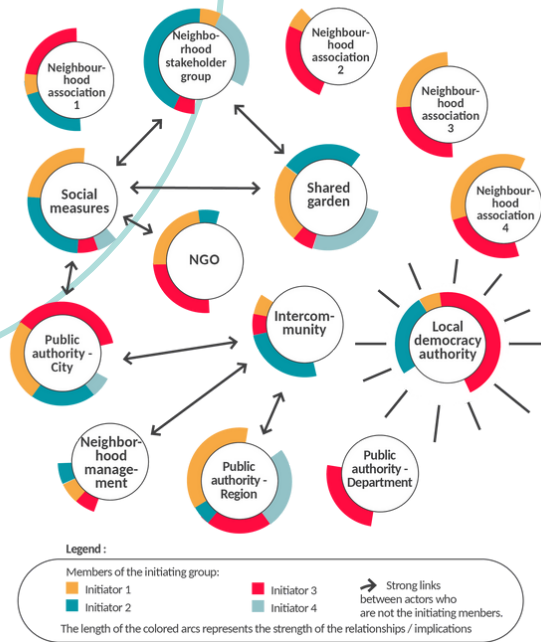 Neighbo-
rhood
stakeholder
group
Neighbour-
hood
association
1
Neighbour-
hood
association
2
Neighbour-
hood
association
3
Social
measures
Shared
garden
Neighbour-
hood
association
4
NGO
Public
authority -
City
Intercom-
munity
Local
democracy
authority
Neighbor-
hood
manage-
ment
Public
authority -
Region
Public
authority -
Department
Legend :
Members of the initiating group:
Initiator 1
Initiator 2
Initiator 3
Initiator 4
Strong links
between actors who
are not the initiating menbers.
The length of the colored arcs represents the strength of the relationships / implications